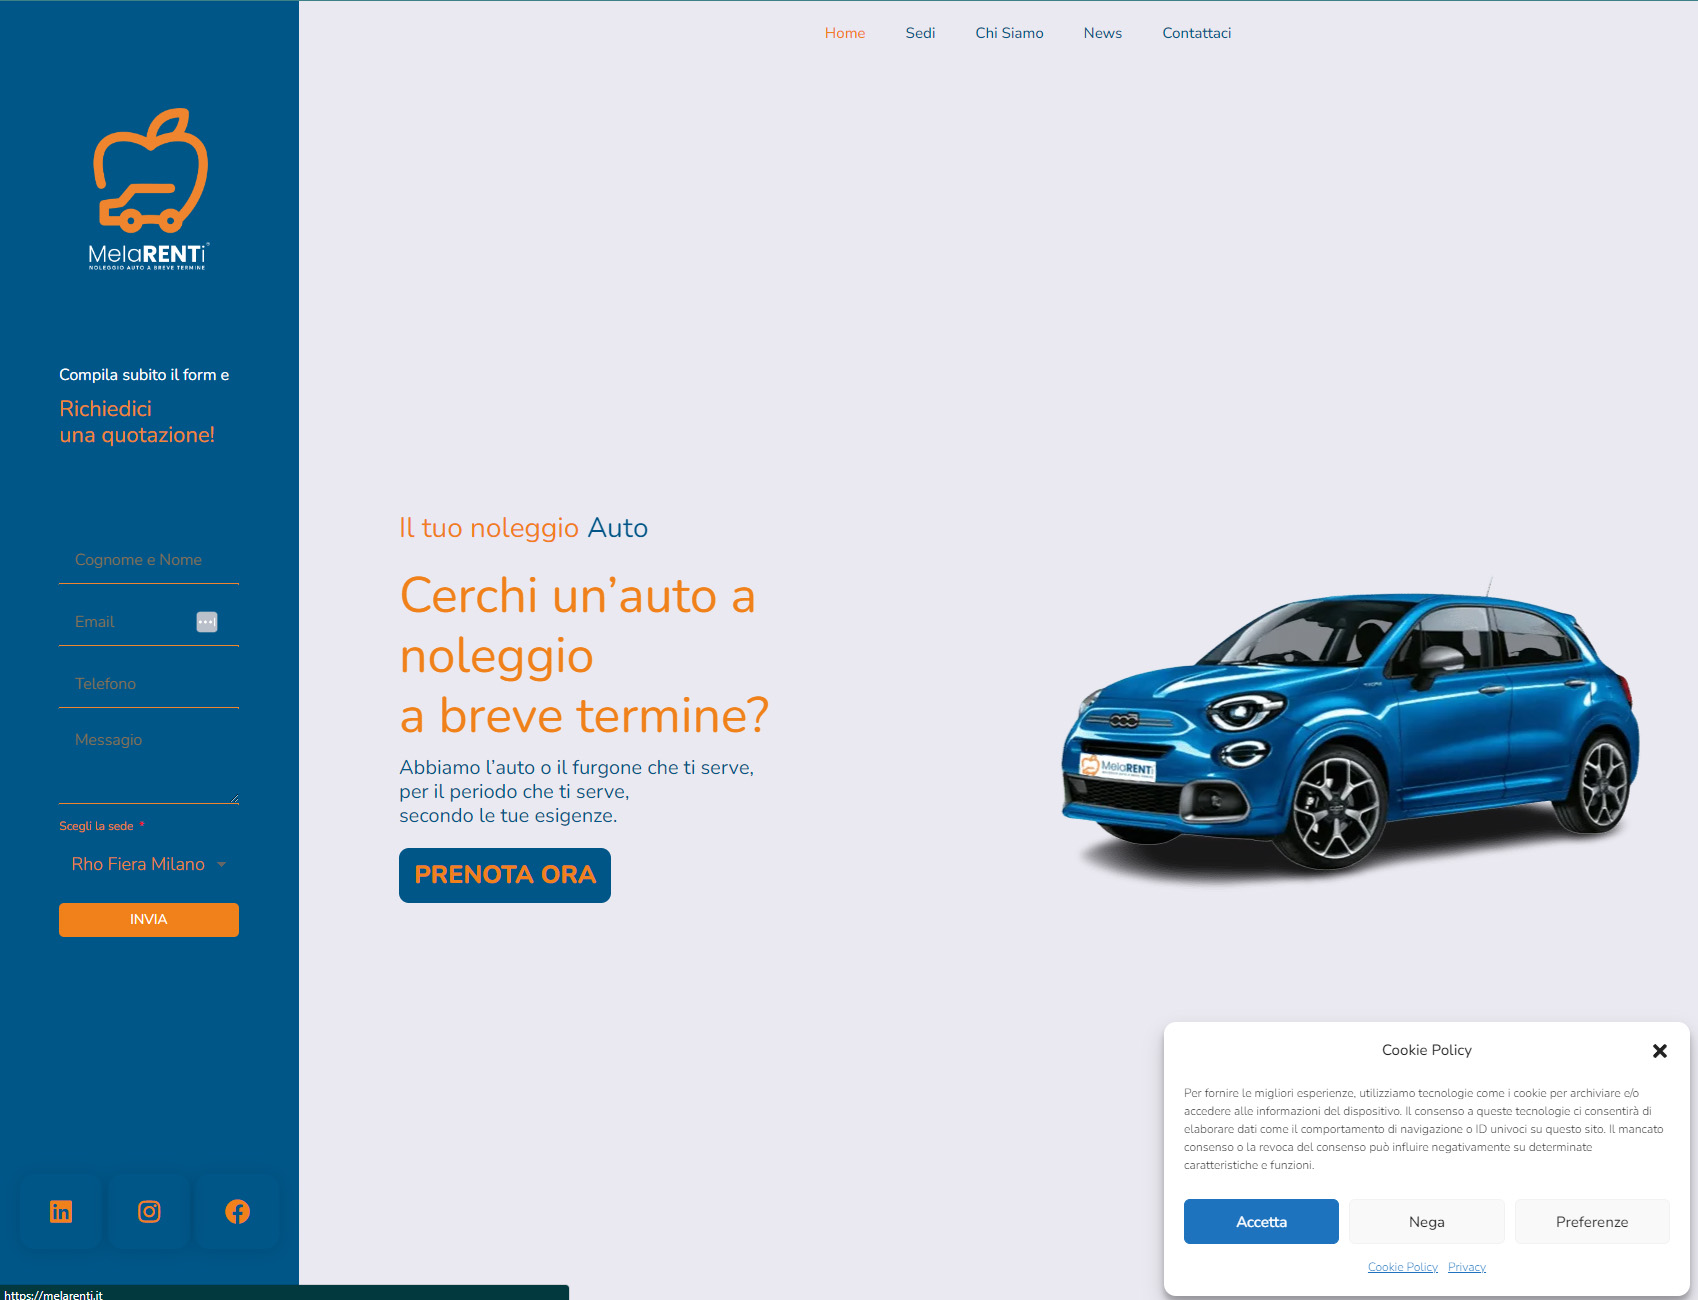 Home Sedi Chi Siamo News Contattaci
MelaRENTi®
NOLEGGIO AUTO A BREVE TERMINE
Compila subito il form e
Richiedici
una quotazione!
Cognome e Nome
Email
Telefono
Messagio
Scegli la sede *
Rho Fiera Milano
INVIA
Il tuo noleggio Auto
Cerchi un’auto a
noleggio
a breve termine?
Abbiamo l’auto o il furgone che ti serve,
per il periodo che ti serve,
secondo le tue esigenze.
PRENOTA ORA
MelaRENTi
Cookie Policy
Per fornire le migliori esperienze, utilizziamo tecnologie come i cookie per archiviare e/o
accedere alle informazioni del dispositivo. Il consenso a queste tecnologie ci consentirà di
elaborare dati come il comportamento di navigazione o ID univoci su questo sito. Il mancato
consenso o la revoca del consenso può influire negativamente su determinate
caratteristiche e funzioni.
Accetta Nega Preferenze
Cookie Policy Privacy
https://melarenti.it